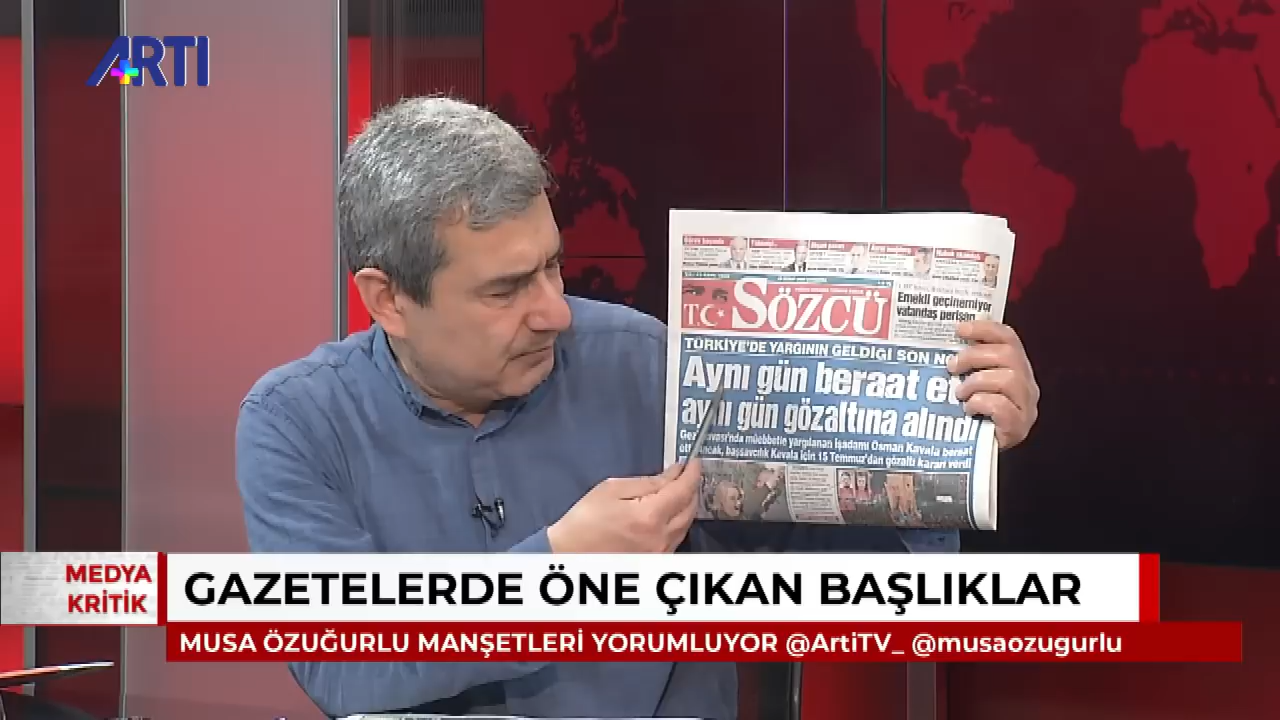 ARTI
T.C
SÖZCÜ
Emekli geçinemiyor
vatandaş perişan
TÜRKİYE'DE YARGININ GELDİĞİ SON
Aynı gün beraat
aynı gün gözaltına alındı
müebbetle yargılanan işadamı Osman Kavala beraat
başsavcılık Kavala için 15 Temmuz'dan gözaltı kararı verdi
MEDYA
KRİTİK
GAZETELERDE ÖNE ÇIKAN BAŞLIKLAR
MUSA ÖZUĞURLU MANŞETLERİ YORUMLUYOR @ArtiTV_ @musaozugurlu